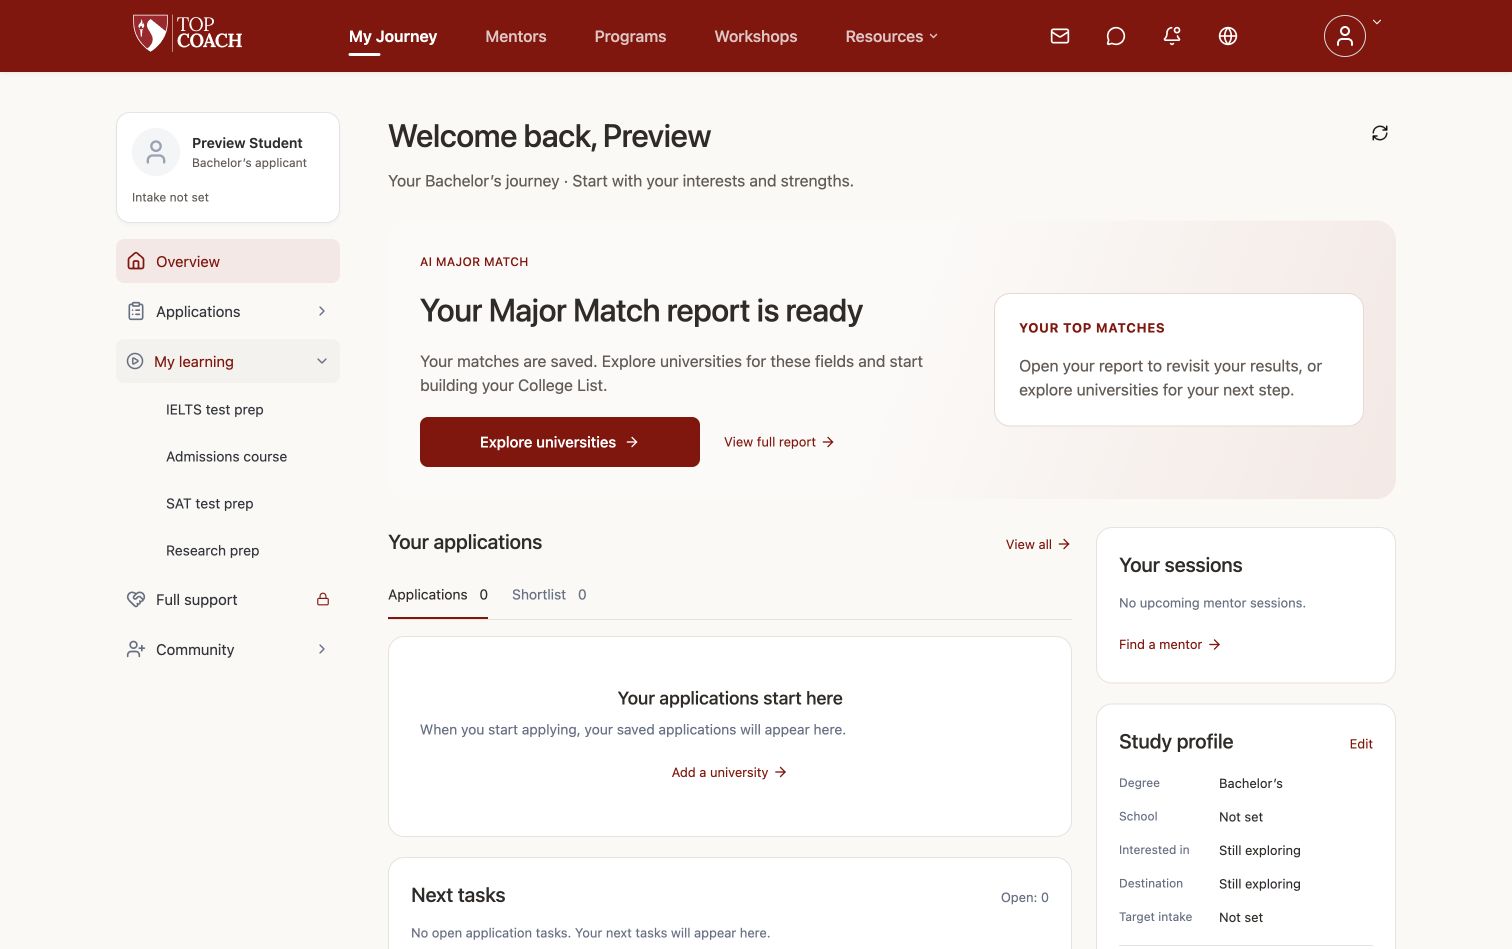 TOP
COACH
My Journey
Mentors
Programs
Workshops
Resources
Preview Student
Bachelor’s applicant
Intake not set
Overview
Applications
My learning
IELTS test prep
Admissions course
SAT test prep
Research prep
Full support
Community
Welcome back, Preview
Your Bachelor’s journey · Start with your interests and strengths.
AI MAJOR MATCH
Your Major Match report is ready
Your matches are saved. Explore universities for these fields and start
building your College List.
Explore universities →
View full report →
YOUR TOP MATCHES
Open your report to revisit your results, or
explore universities for your next step.
Your applications
View all →
Applications 0
Shortlist 0
Your applications start here
When you start applying, your saved applications will appear here.
Add a university →
Next tasks
Open: 0
No open application tasks. Your next tasks will appear here.
Your sessions
No upcoming mentor sessions.
Find a mentor →
Study profile
Edit
Degree Bachelor’s
School Not set
Interested in Still exploring
Destination Still exploring
Target intake Not set